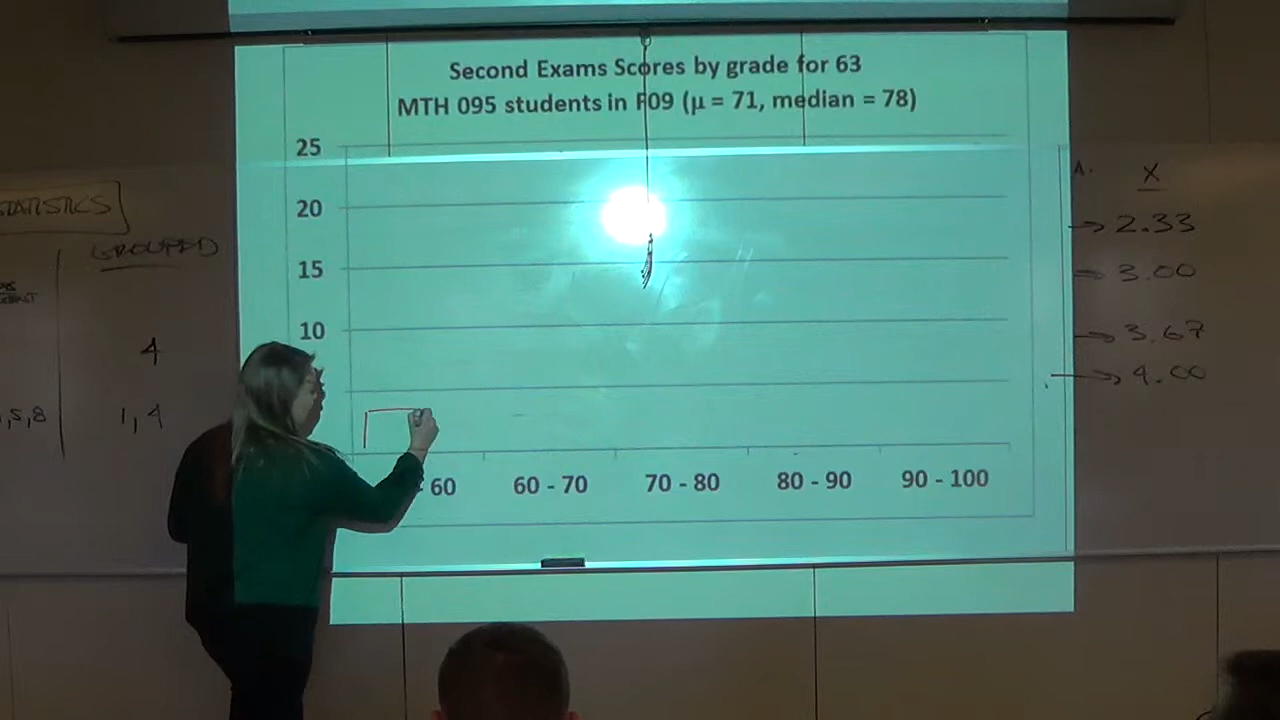 Second Exams Scores by grade for 63
MTH 095 students in F09 (μ = 71, median = 78)
25
20
15
10
60
60 - 70
70 - 80
80 - 90
90 - 100
STATISTICS
GROUPED
4
,5,8
1,4
A.
X
→ 2.33
→ 3.00
→ 3.67
→ 4.00